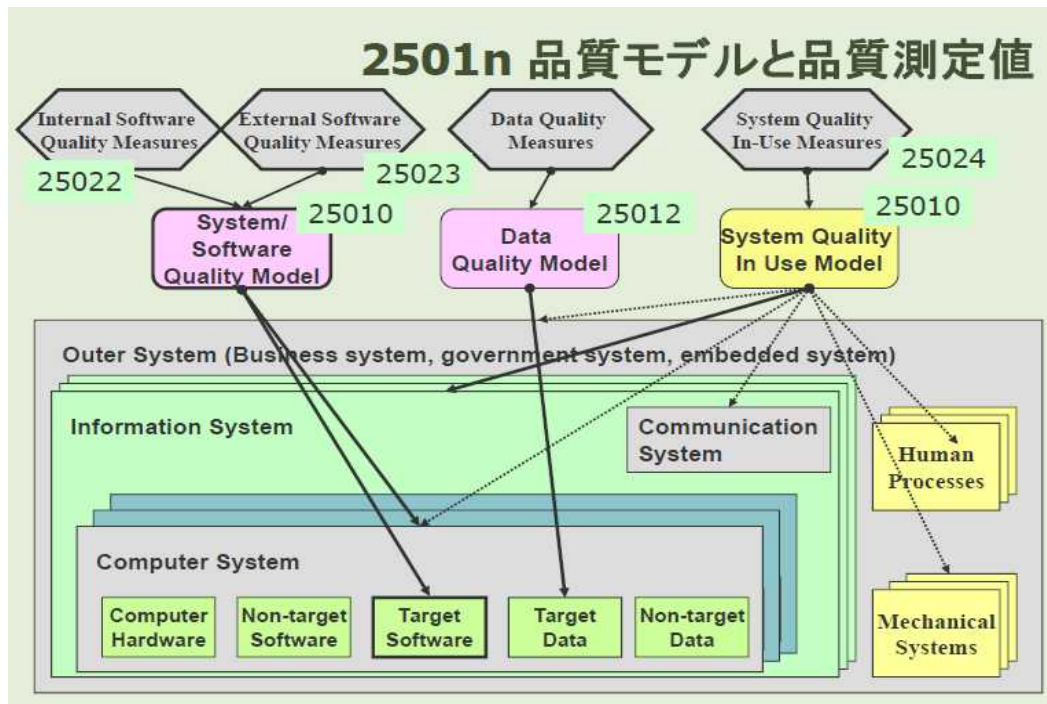 2501n 品質モデルと品質測定値
Internal Software
Quality Measures
External Software
Quality Measures
Data Quality
Measures
System Quality
In-Use Measures
25022
25023
25024
System/
Software
Quality Model
25010
Data
Quality Model
25012
System Quality
In Use Model
25010
Outer System (Business system, government system, embedded system)
Information System
Communication
System
Human
Processes
Computer System
Computer
Hardware
Non-target
Software
Target
Software
Target
Data
Non-target
Data
Mechanical
Systems